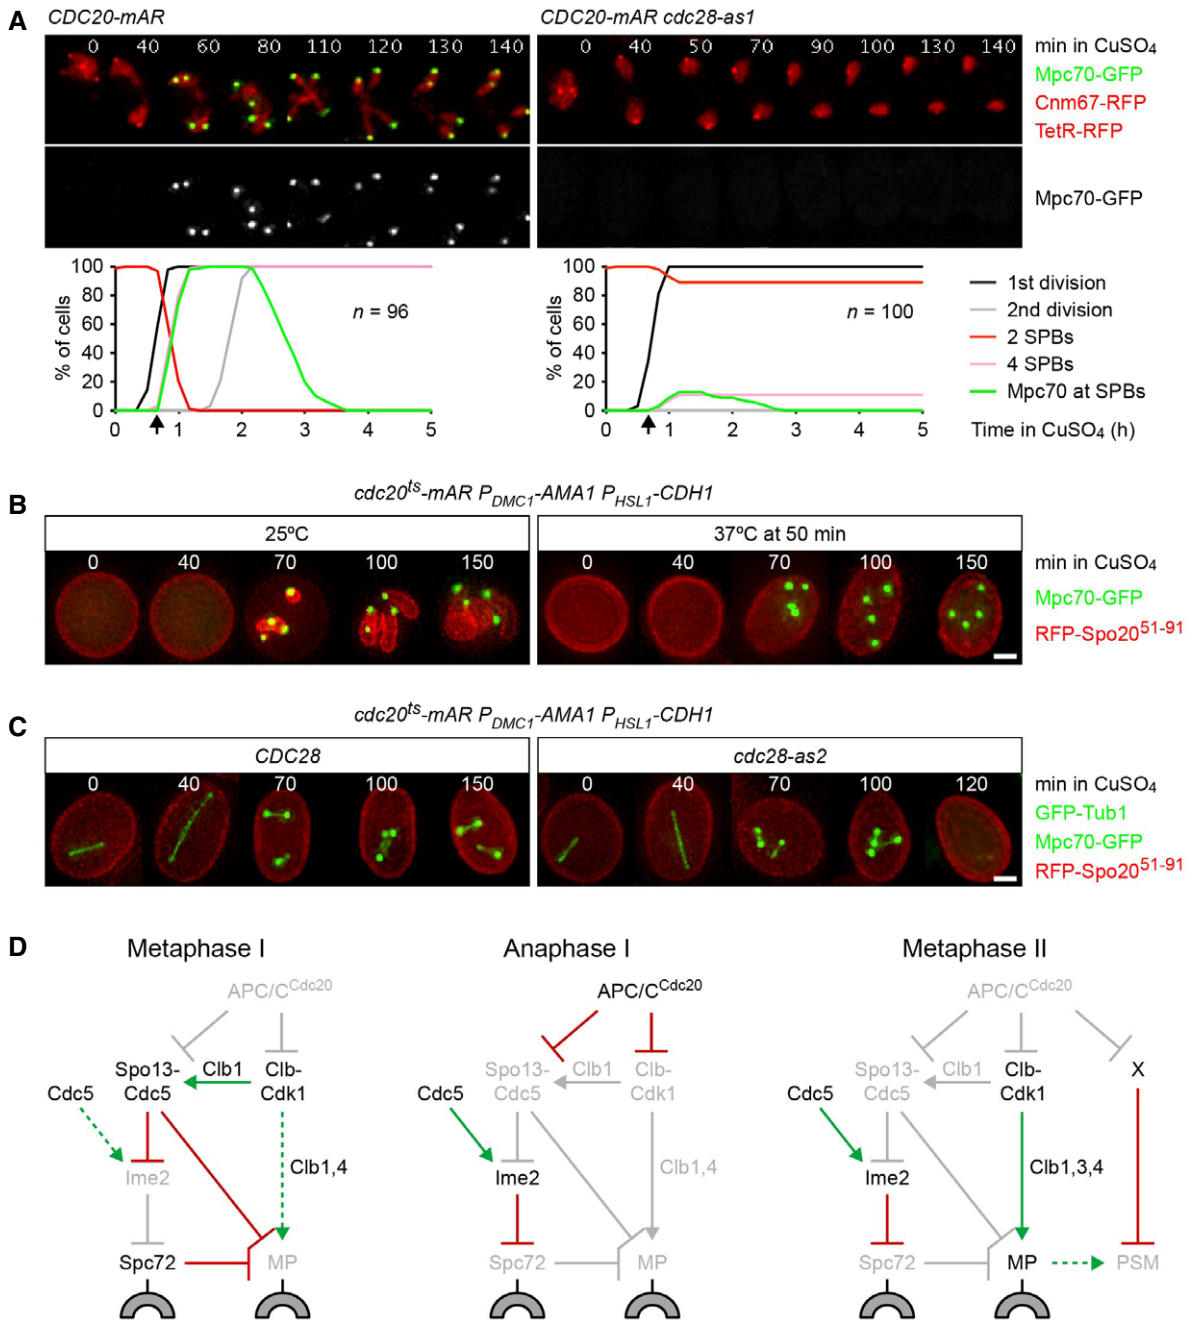 A
CDC20-mAR
CDC20-mAR cdc28-as1
0 40 60 80 110 120 130 140
0 40 50 70 90 100 130 140
min in CuSO4
Mpc70-GFP
Cnm67-RFP
TetR-RFP
Mpc70-GFP
% of cells
100
80
60
40
20
0
n = 96
0 1 2 3 4 5
% of cells
100
80
60
40
20
0
n = 100
0 1 2 3 4 5
1st division
2nd division
2 SPBs
4 SPBs
Mpc70 at SPBs
Time in CuSO4 (h)
B
cdc20ts-mAR PDMC1-AMA1 PHSL1-CDH1
25ºC
37ºC at 50 min
0 40 70 100 150
0 40 70 100 150
min in CuSO4
Mpc70-GFP
RFP-Spo20 51-91
C
cdc20ts-mAR PDMC1-AMA1 PHSL1-CDH1
CDC28
cdc28-as2
0 40 70 100 150
0 40 70 100 120
min in CuSO4
GFP-Tub1
Mpc70-GFP
RFP-Spo20 51-91
D
Metaphase I
APC/C Cdc20
Spo13-
Cdc5
Clb1
Clb-
Cdk1
Cdc5
Ime2
Clb1,4
Spc72
MP
Anaphase I
APC/C Cdc20
Spo13-
Cdc5
Clb1
Clb-
Cdk1
Cdc5
Ime2
Clb1,4
Spc72
MP
Metaphase II
APC/C Cdc20
Spo13-
Cdc5
Clb1
Clb-
Cdk1
X
Cdc5
Ime2
Clb1,3,4
Spc72
MP
PSM